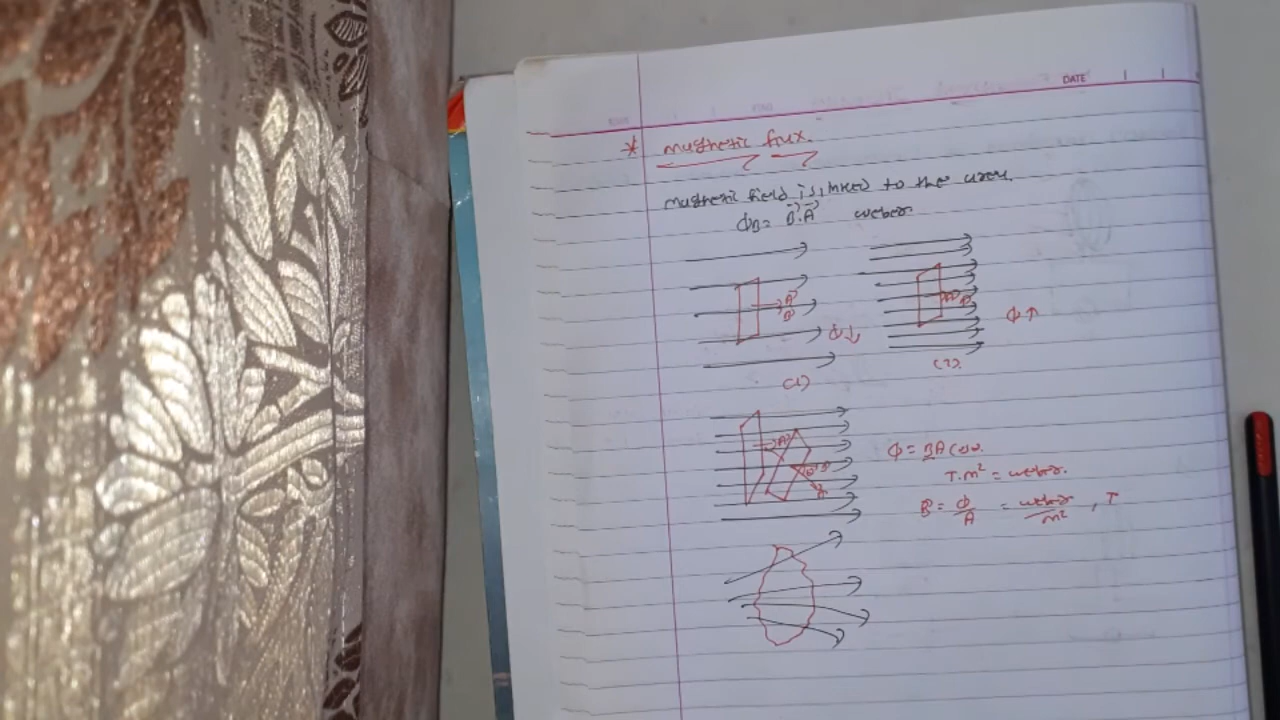 DATE
* magnetic flux.
magnetic field is linked to the area.
ΦB = B⃗.A⃗ weber
A⃗
B⃗
Φ↓
Φ↑
(1)
(2).
A⃗
Φ = BA cos
T.m² = weber.
B = Φ/A = weber/m² , T